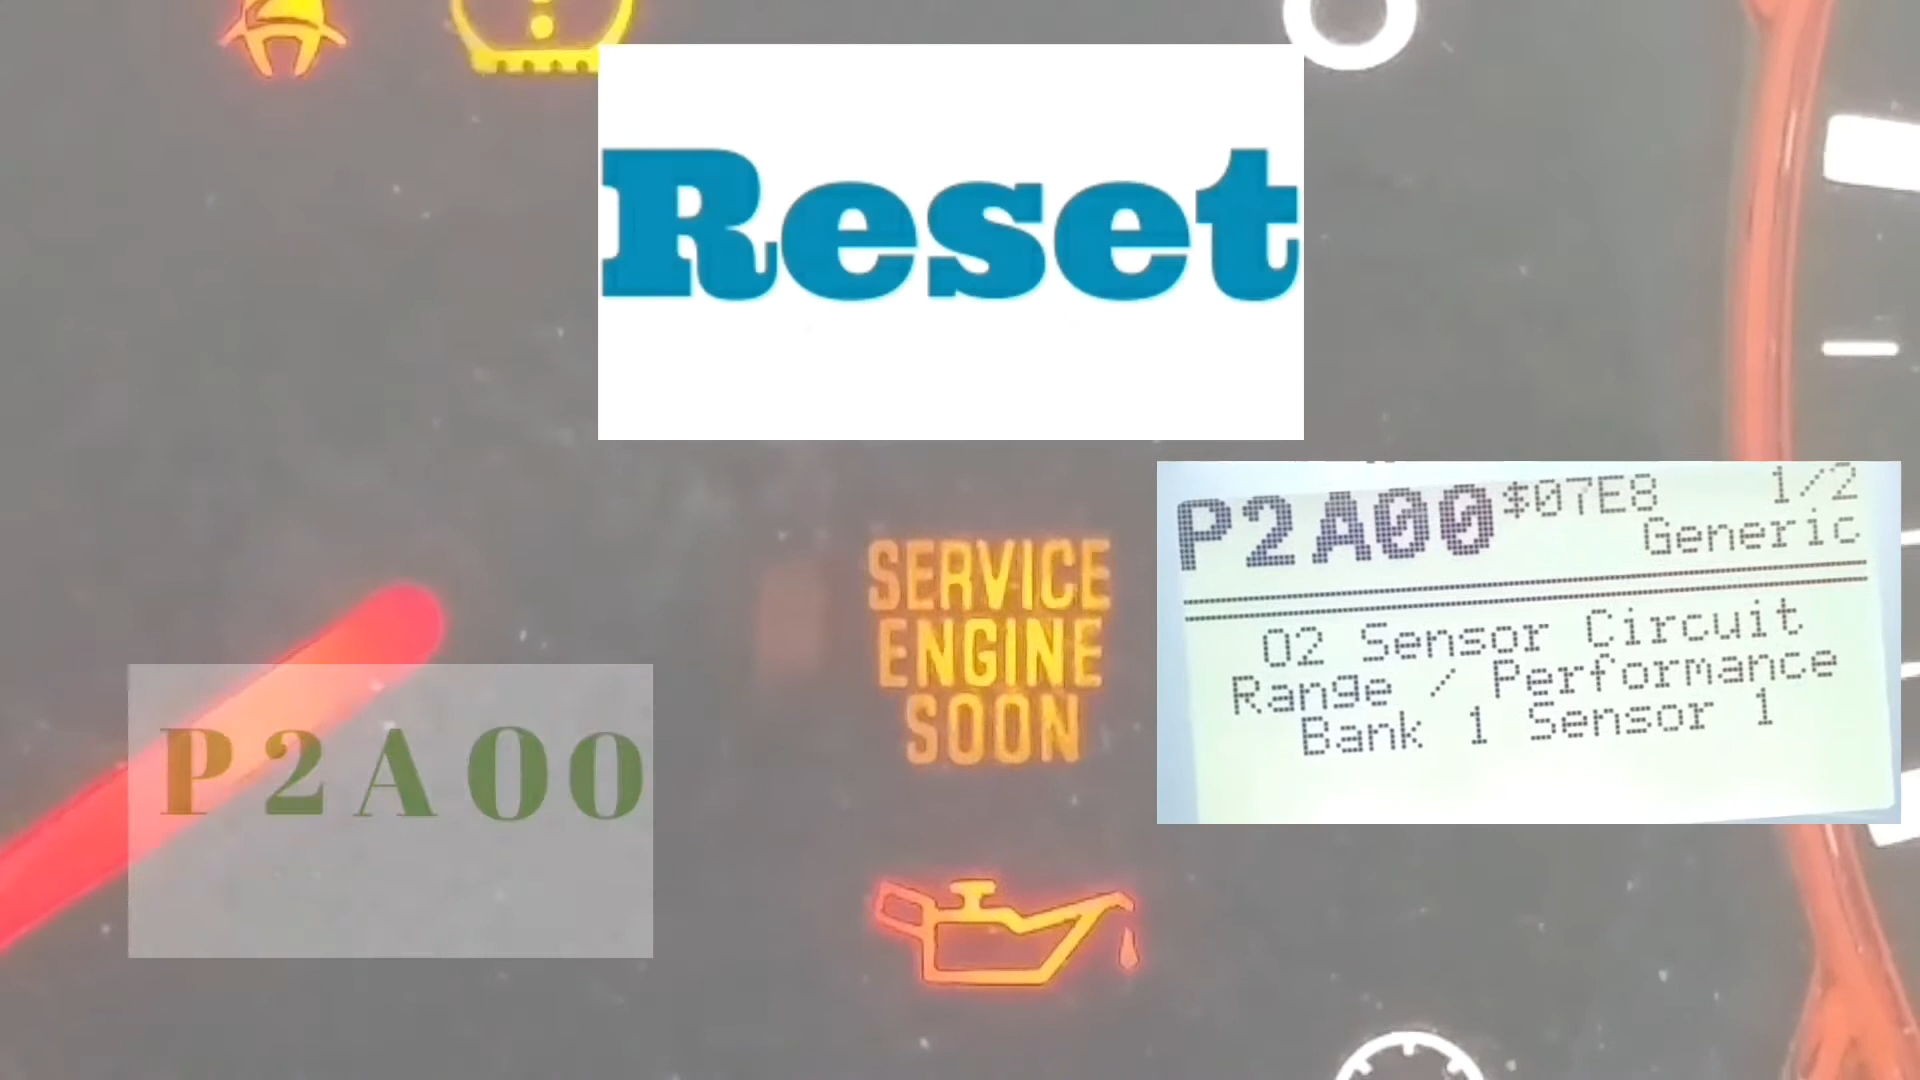 Reset
P2A00 $07E8 1/2
Generic
O2 Sensor Circuit
Range / Performance
Bank 1 Sensor 1
SERVICE
ENGINE
SOON
P2A00